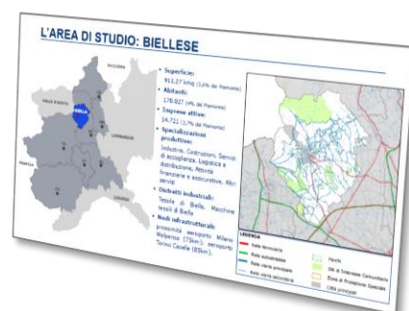 L'AREA DI STUDIO: BIELLESE
SVIZZERA
VALLE D'AOSTA
BIELLA
LOMBARDIA
FRANCIA
LIGURIA
• Superficie:
913,27 kmq (3,6% del Piemonte)
• Abitanti:
(4% del Piemonte)
• Imprese attive:
14.721 (3,7% del Piemonte)
• Specializzazioni
produttive:
Industria, Costruzioni, Servizi
di accoglienza, Logistica e
distribuzione, Attività
finanziarie e assicurative, Altri
servizi
• Distretti industriali:
Tessile di Biella, Macchine
tessili di Biella
• Nodi infrastrutturali:
prossimità aeroporto Milano
Malpensa (75km); aeroporto
Torino Caselle (85km).
LEGENDA
Rete ferroviaria
Rete autostradale
Rete viaria principale
Rete viaria secondaria
Parchi
Siti di Interesse Comunitario
Zone di Protezione Speciale
Città principali